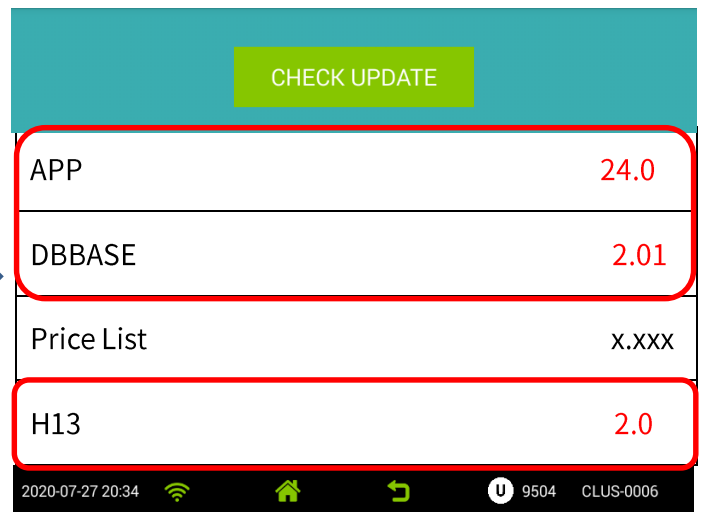 CHECK UPDATE
APP 24.0
DBBASE 2.01
Price List x.xxx
H13 2.0
2020-07-27 20:34 U 9504 CLUS-0006